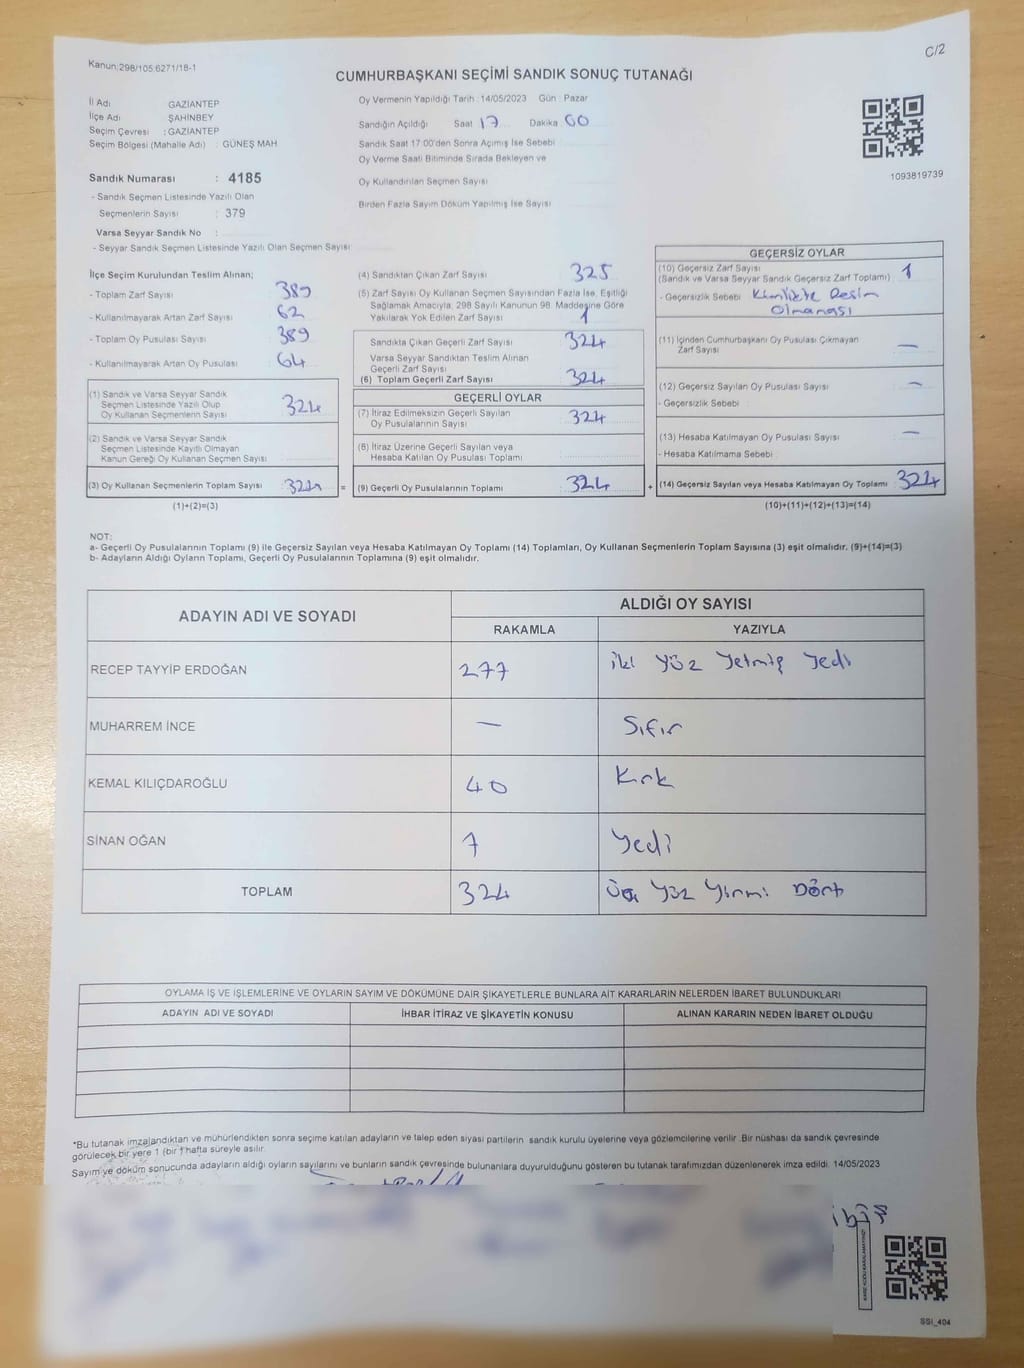 C/2
Kanun:298/105.6271/18-1
CUMHURBAŞKANI SEÇİMİ SANDIK SONUÇ TUTANAĞI
İl Adı GAZİANTEP
İlçe Adı ŞAHİNBEY
Seçim Çevresi : GAZİANTEP
Seçim Bölgesi (Mahalle Adı) : GÜNEŞ MAH
Oy Vermenin Yapıldığı Tarih : 14/05/2023 Gün : Pazar
Sandığın Açıldığı Saat 17 Dakika 00
Sandık Saat 17:00'den Sonra Açımış İse Sebebi
Oy Verme Saati Bitiminde Sırada Bekleyen ve
Oy Kullandırılan Seçmen Sayısı
Birden Fazla Sayım Döküm Yapılmış İse Sayısı
1093819739
Sandık Numarası : 4185
- Sandık Seçmen Listesinde Yazılı Olan
Seçmenlerin Sayısı : 379
Varsa Seyyar Sandık No :
- Seyyar Sandık Seçmen Listesinde Yazılı Olan Seçmen Sayısı
İlçe Seçim Kurulundan Teslim Alınan;
- Toplam Zarf Sayısı 389
- Kullanılmayarak Artan Zarf Sayısı 62
- Toplam Oy Pusulası Sayısı 389
- Kullanılmayarak Artan Oy Pusulası 64
(1) Sandık ve Varsa Seyyar Sandık
Seçmen Listesinde Yazılı Olup
Oy Kullanan Seçmenlerin Sayısı 324
(2) Sandık ve Varsa Seyyar Sandık
Seçmen Listesinde Kayıtlı Olmayan
Kanun Gereği Oy Kullanan Seçmen Sayısı
(3) Oy Kullanan Seçmenlerin Toplam Sayısı 324 =
(1)+(2)=(3)
(4) Sandıktan Çıkan Zarf Sayısı 325
(5) Zarf Sayısı Oy Kullanan Seçmen Sayısından Fazla İse, Eşitliği
Sağlamak Amacıyla, 298 Sayılı Kanunun 98. Maddesine Göre
Yakılarak Yok Edilen Zarf Sayısı 1
Sandıkta Çıkan Geçerli Zarf Sayısı 324
Varsa Seyyar Sandıktan Teslim Alınan
Geçerli Zarf Sayısı
(6) Toplam Geçerli Zarf Sayısı 324
GEÇERLİ OYLAR
(7) İtiraz Edilmeksizin Geçerli Sayılan
Oy Pusulalarının Sayısı 324
(8) İtiraz Üzerine Geçerli Sayılan veya
Hesaba Katılan Oy Pusulası Toplamı
(9) Geçerli Oy Pusulalarının Toplamı 324 +
GEÇERSİZ OYLAR
(10) Geçersiz Zarf Sayısı
(Sandık ve Varsa Seyyar Sandık Geçersiz Zarf Toplamı) 1
- Geçersizlik Sebebi Kimlikte Resim
Olmaması
(11) İçinden Cumhurbaşkanı Oy Pusulası Çıkmayan
Zarf Sayısı —
(12) Geçersiz Sayılan Oy Pusulası Sayısı —
- Geçersizlik Sebebi
(13) Hesaba Katılmayan Oy Pusulası Sayısı —
- Hesaba Katılmama Sebebi
(14) Geçersiz Sayılan veya Hesaba Katılmayan Oy Toplamı 324
(10)+(11)+(12)+(13)=(14)
NOT:
a- Geçerli Oy Pusulalarının Toplamı (9) ile Geçersiz Sayılan veya Hesaba Katılmayan Oy Toplamı (14) Toplamları, Oy Kullanan Seçmenlerin Toplam Sayısına (3) eşit olmalıdır. (9)+(14)=(3)
b- Adayların Aldığı Oyların Toplamı, Geçerli Oy Pusulalarının Toplamına (9) eşit olmalıdır.
ADAYIN ADI VE SOYADI ALDIĞI OY SAYISI
RAKAMLA YAZIYLA
RECEP TAYYİP ERDOĞAN 277 iki yüz yetmiş yedi
MUHARREM İNCE — Sıfır
KEMAL KILIÇDAROĞLU 40 Kırk
SİNAN OĞAN 7 Yedi
TOPLAM 324 Üç Yüz Yirmi Dört
OYLAMA İŞ VE İŞLEMLERİNE VE OYLARIN SAYIM VE DÖKÜMÜNE DAİR ŞİKAYETLERLE BUNLARA AİT KARARLARIN NELERDEN İBARET BULUNDUKLARI
ADAYIN ADI VE SOYADI İHBAR İTİRAZ VE ŞİKAYETİN KONUSU ALINAN KARARIN NEDEN İBARET OLDUĞU
*Bu tutanak imzalandıktan ve mühürlendikten sonra seçime katılan adayların ve talep eden siyasi partilerin sandık kurulu üyelerine veya gözlemcilerine verilir. Bir nüshası da sandık çevresinde
görülecek bir yere 1 (bir) hafta süreyle asılır.
Sayım ve döküm sonucunda adayların aldığı oyların sayılarını ve bunların sandık çevresinde bulunanlara duyurulduğunu gösteren bu tutanak tarafımızdan düzenlenerek imza edildi. 14/05/2023
KARE KODU KARALAMAYINIZ!
SSI_404